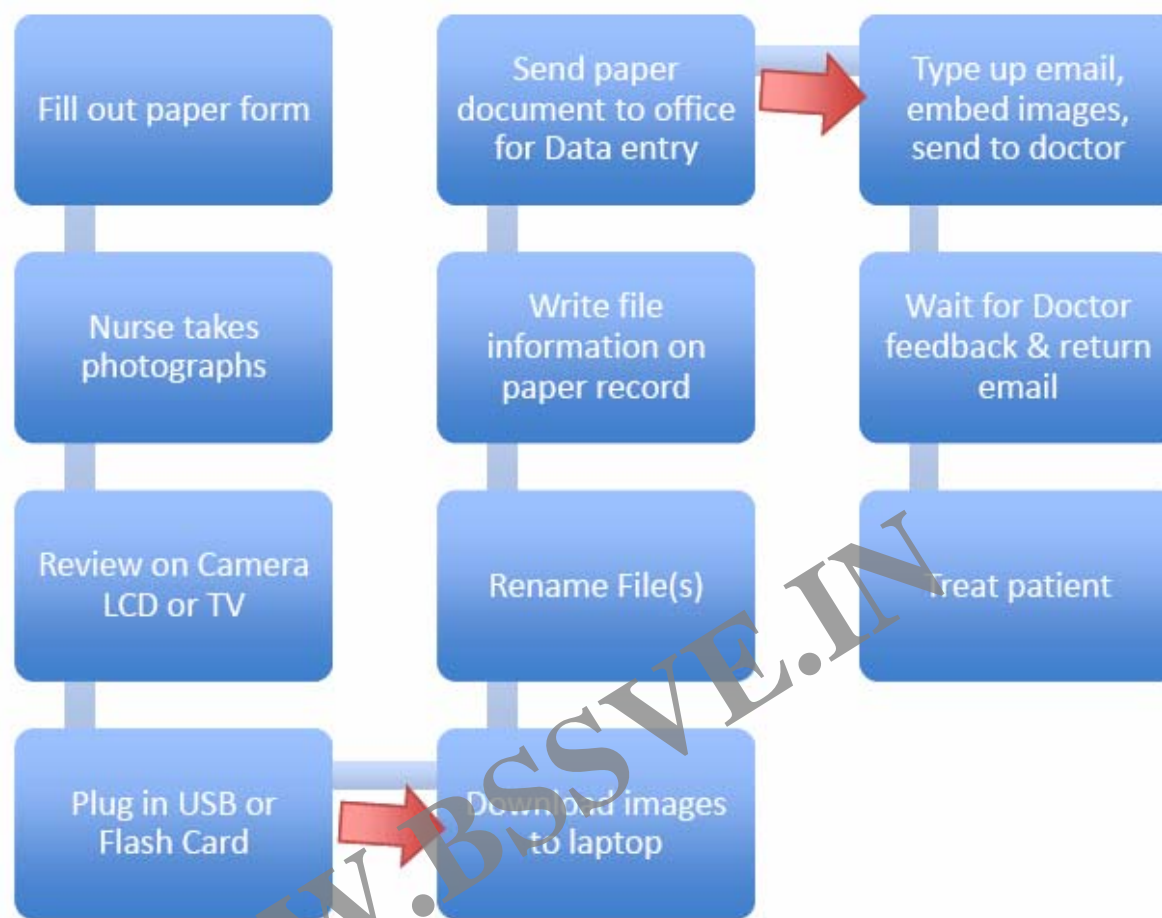 Fill out paper form
Nurse takes
photographs
Review on Camera
LCD or TV
Plug in USB or
Flash Card
Download images
to laptop
Rename File(s)
Write file
information on
paper record
Send paper
document to office
for Data entry
Type up email,
embed images,
send to doctor
Wait for Doctor
feedback & return
email
Treat patient
W.BSSVE.IN